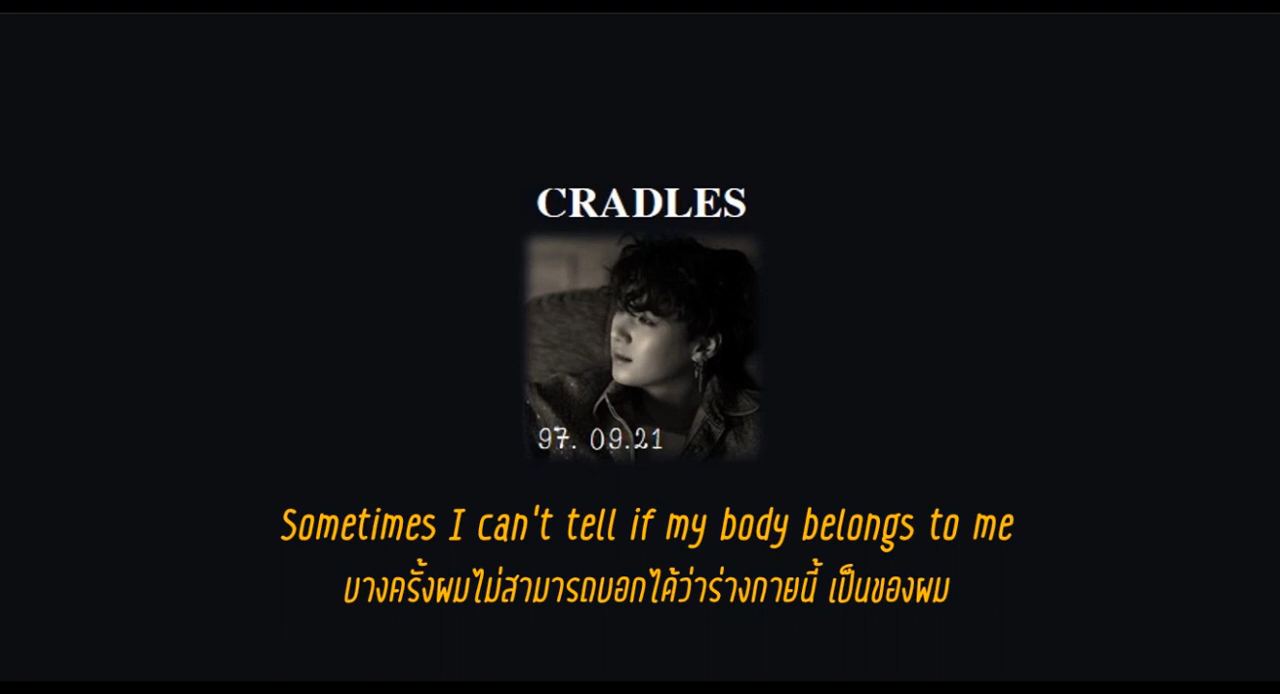 CRADLES
97. 09.21
Sometimes I can't tell if my body belongs to me
บางครั้งผมไม่สามารถบอกได้ว่าร่างกายนี้ เป็นของผม